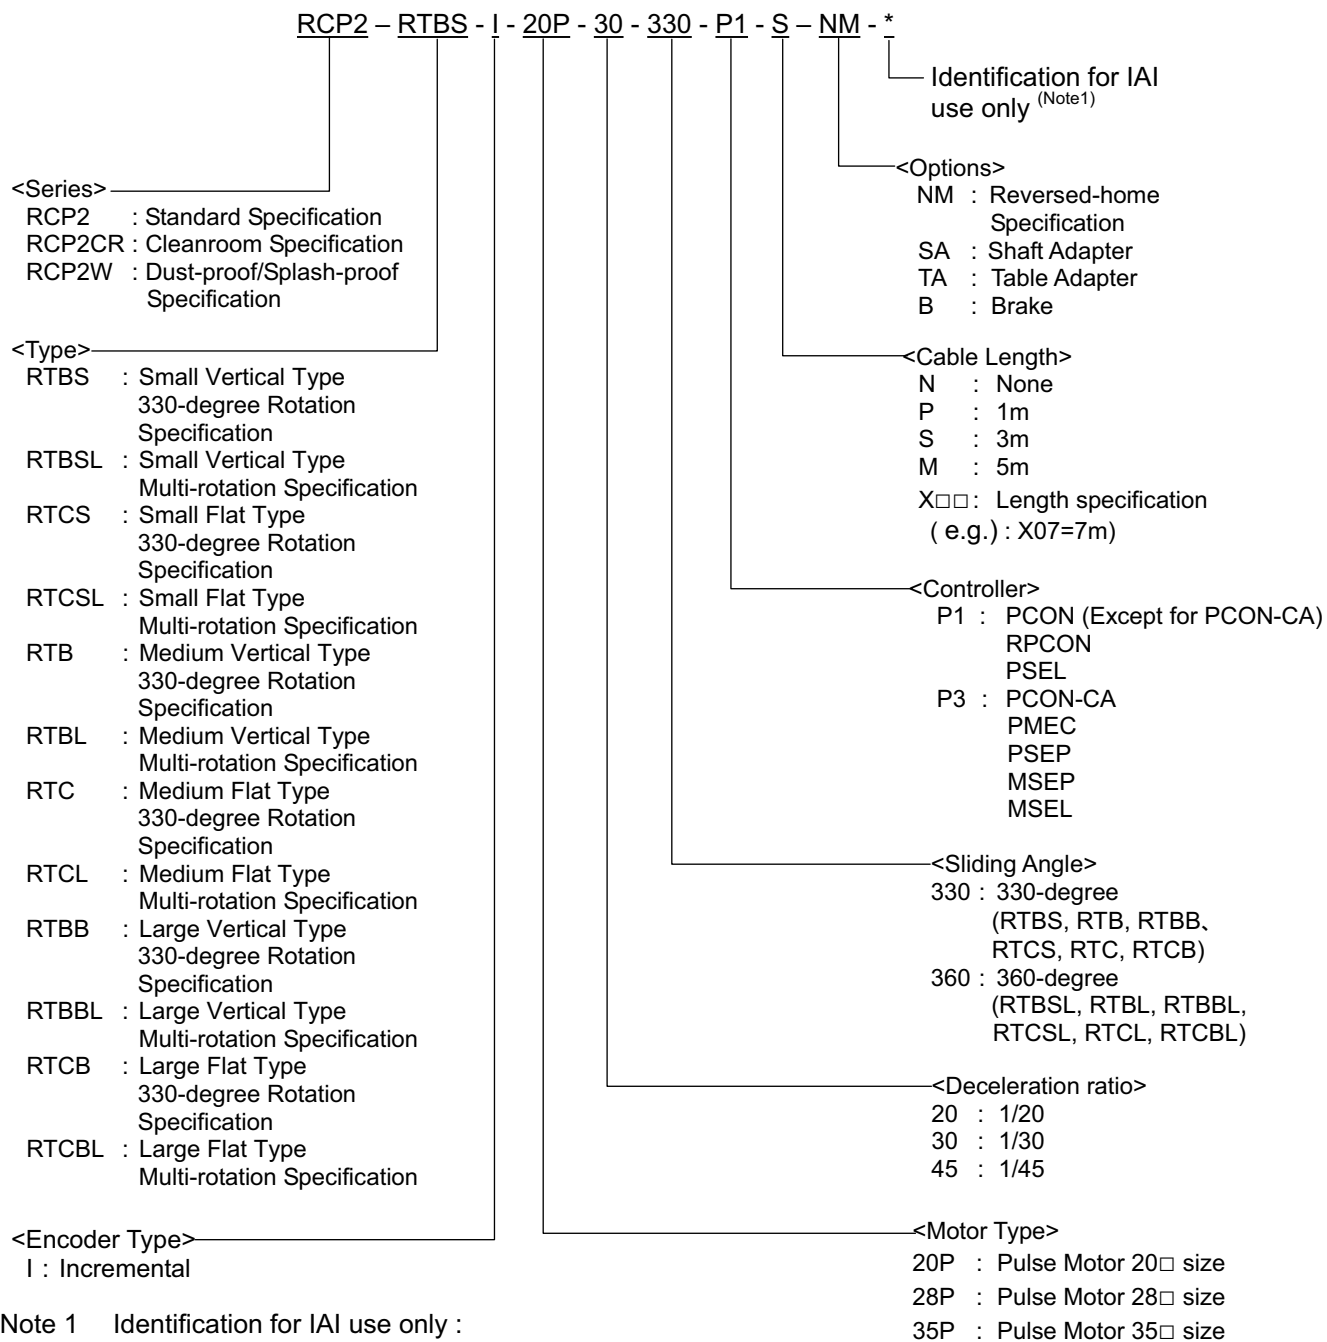 RCP2 – RTBS - I - 20P - 30 - 330 - P1 - S – NM - *
Identification for IAI
use only (Note1)
<Options>
NM : Reversed-home
Specification
SA : Shaft Adapter
TA : Table Adapter
B : Brake
<Cable Length>
N : None
P : 1m
S : 3m
M : 5m
X□□ : Length specification
( e.g.) : X07=7m)
<Controller>
P1 : PCON (Except for PCON-CA)
RPCON
PSEL
P3 : PCON-CA
PMEC
PSEP
MSEP
MSEL
<Sliding Angle>
330 : 330-degree
(RTBS, RTB, RTBB、
RTCS, RTC, RTCB)
360 : 360-degree
(RTBSL, RTBL, RTBBL,
RTCSL, RTCL, RTCBL)
<Deceleration ratio>
20 : 1/20
30 : 1/30
45 : 1/45
<Motor Type>
20P : Pulse Motor 20□ size
28P : Pulse Motor 28□ size
35P : Pulse Motor 35□ size
<Series>
RCP2 : Standard Specification
RCP2CR : Cleanroom Specification
RCP2W : Dust-proof/Splash-proof
Specification
<Type>
RTBS : Small Vertical Type
330-degree Rotation
Specification
RTBSL : Small Vertical Type
Multi-rotation Specification
RTCS : Small Flat Type
330-degree Rotation
Specification
RTCSL : Small Flat Type
Multi-rotation Specification
RTB : Medium Vertical Type
330-degree Rotation
Specification
RTBL : Medium Vertical Type
Multi-rotation Specification
RTC : Medium Flat Type
330-degree Rotation
Specification
RTCL : Medium Flat Type
Multi-rotation Specification
RTBB : Large Vertical Type
330-degree Rotation
Specification
RTBBL : Large Vertical Type
Multi-rotation Specification
RTCB : Large Flat Type
330-degree Rotation
Specification
RTCBL : Large Flat Type
Multi-rotation Specification
<Encoder Type>
I : Incremental
Note 1 Identification for IAI use only :